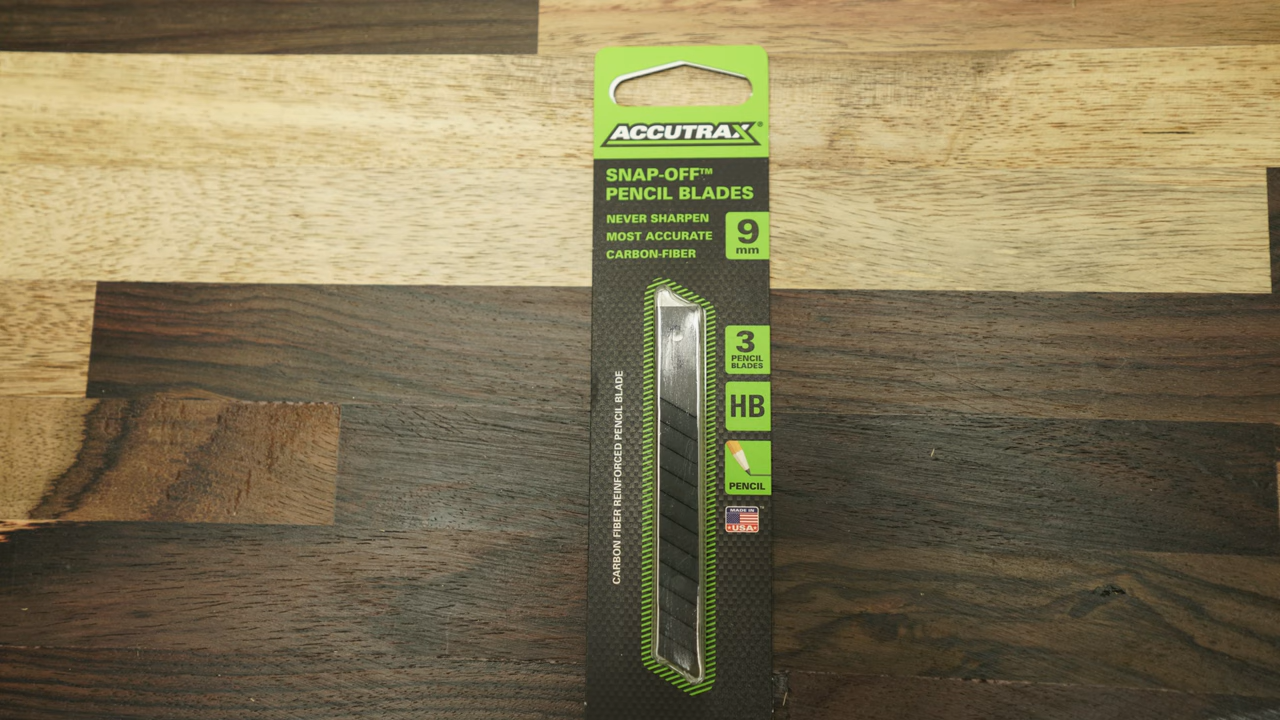 ACCUTRAX®
SNAP-OFF™
PENCIL BLADES
NEVER SHARPEN
MOST ACCURATE
CARBON-FIBER
9
mm
3
PENCIL
BLADES
HB
PENCIL
MADE IN
USA
CARBON FIBER REINFORCED PENCIL BLADE